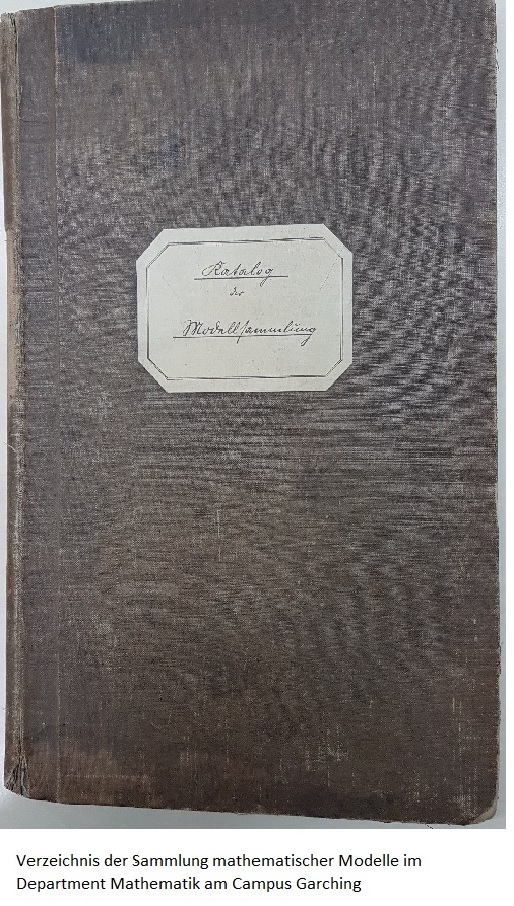 Katalog
der
Modellsammlung
Verzeichnis der Sammlung mathematischer Modelle im
Department Mathematik am Campus Garching